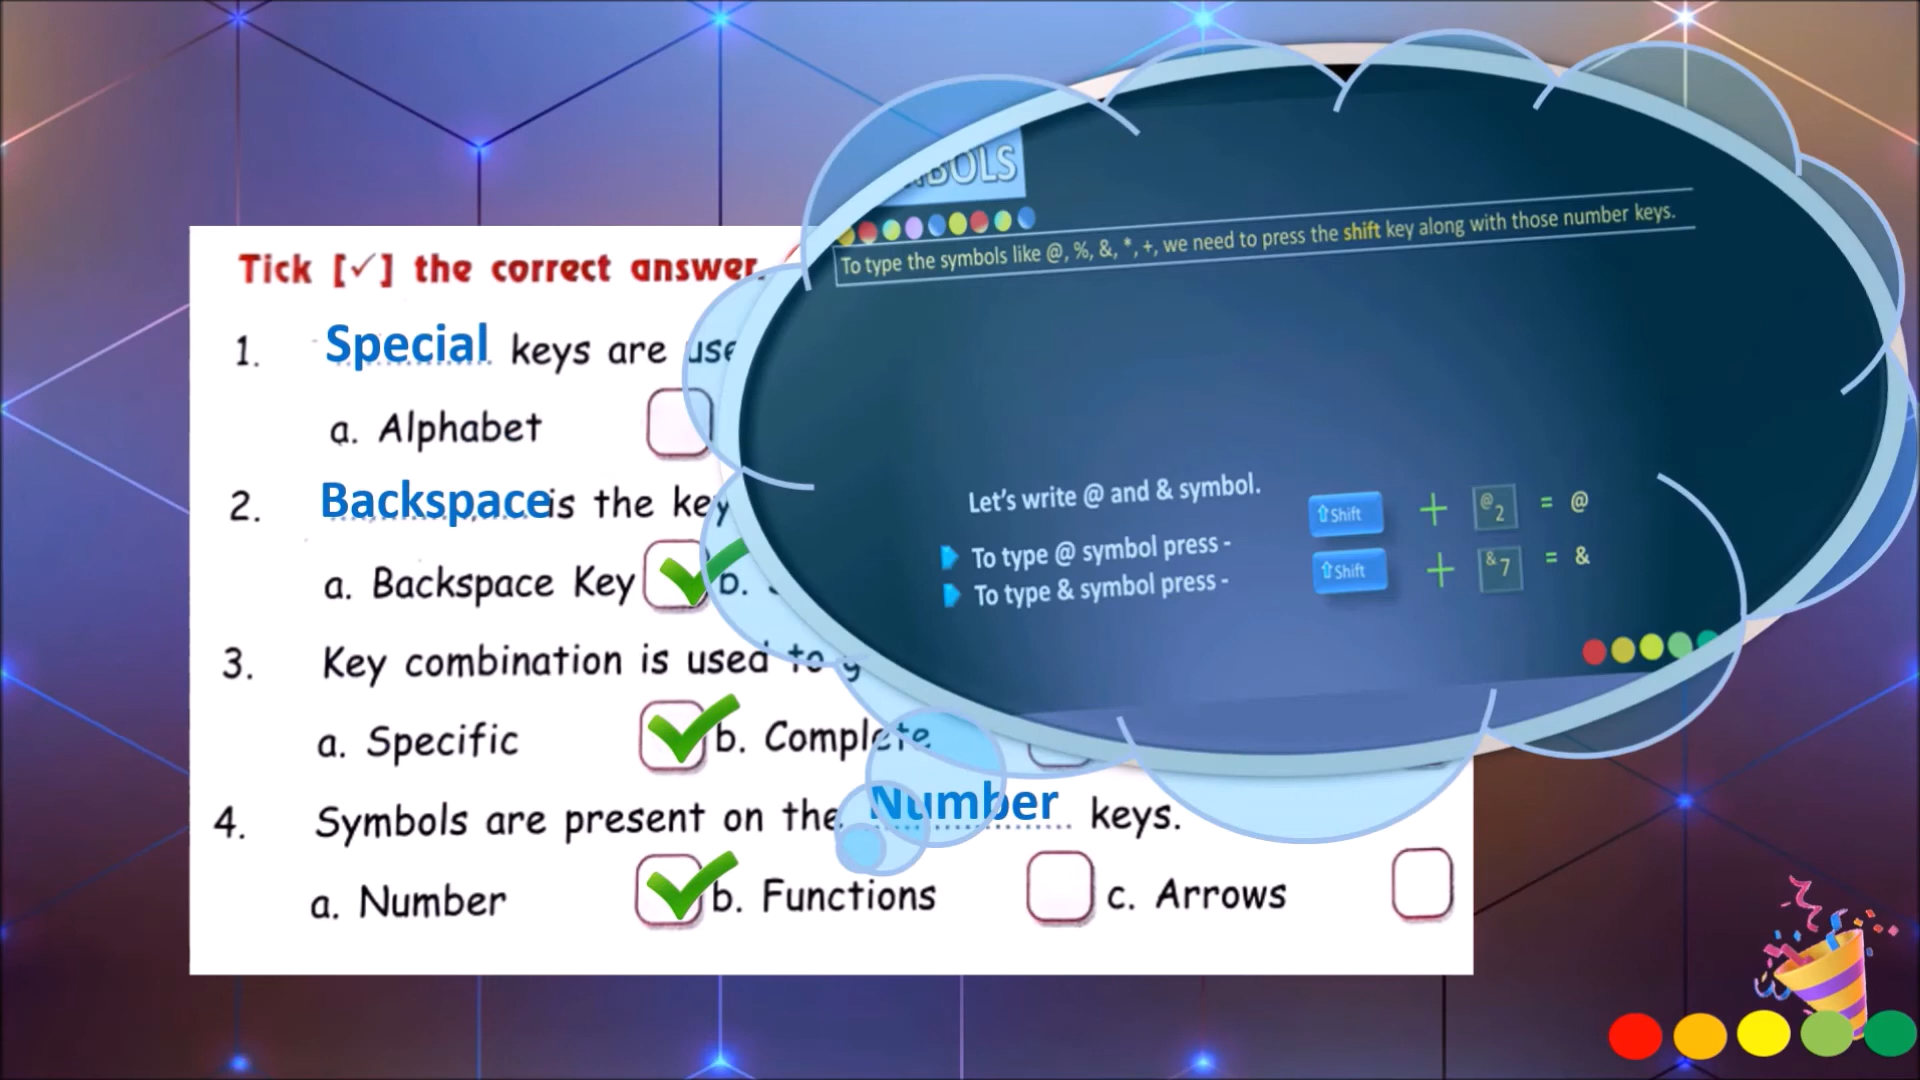 Tick [✓] the correct answer.
1. Special keys are use
a. Alphabet
2. Backspace is the key
a. Backspace Key b.
3. Key combination is used to g
a. Specific b. Complete
4. Symbols are present on the Number keys.
a. Number b. Functions c. Arrows
BOLS
To type the symbols like @, %, &, *, +, we need to press the shift key along with those number keys.
Let's write @ and & symbol.
To type @ symbol press - ⇧Shift + @2 = @
To type & symbol press - ⇧Shift + &7 = &